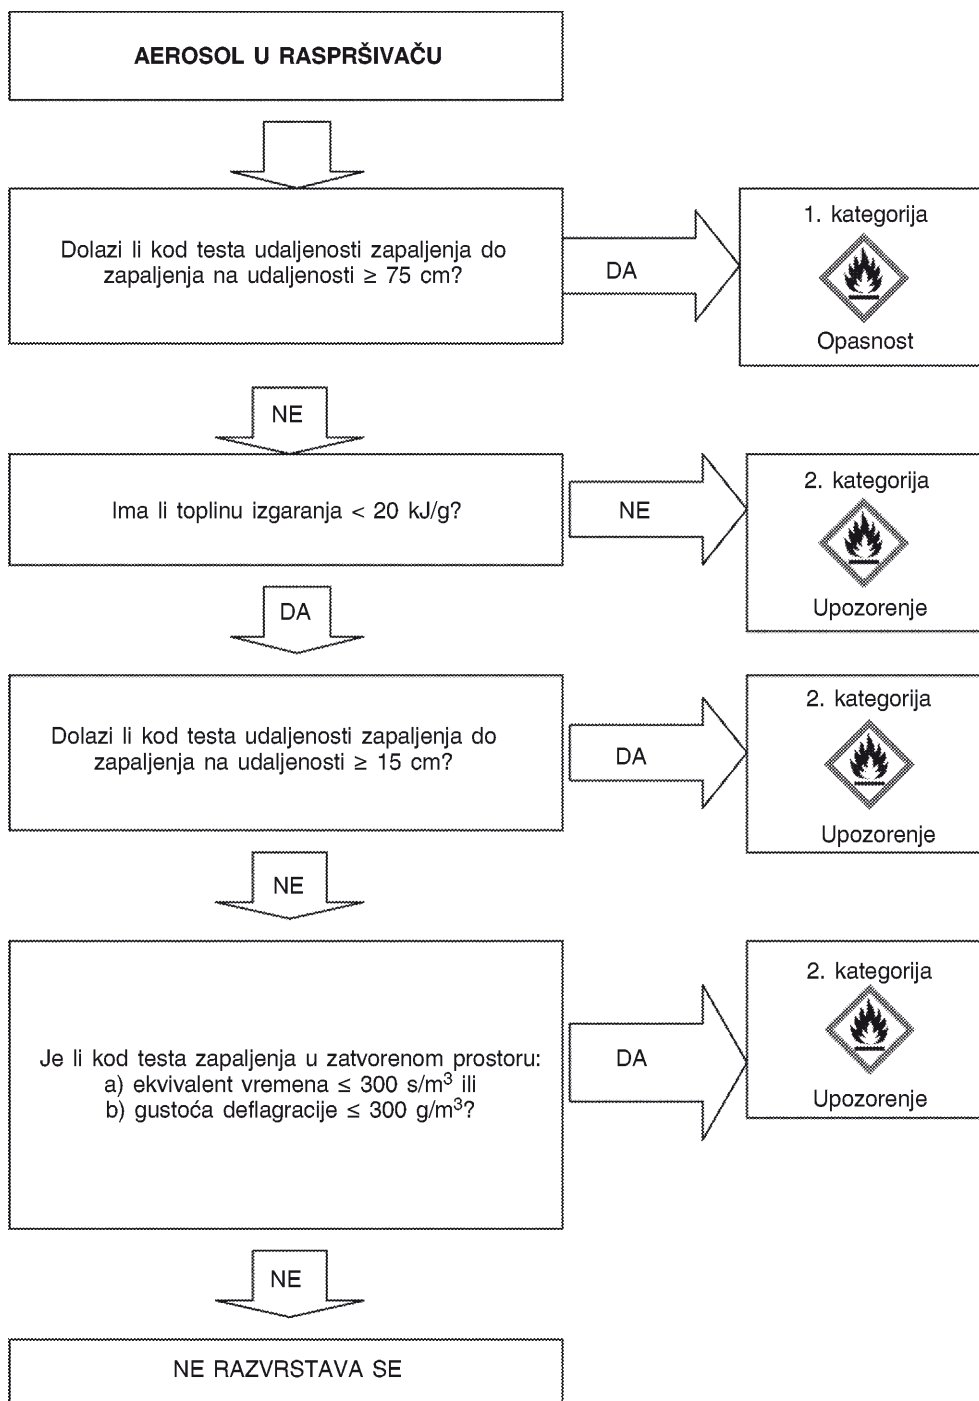 AEROSOL U RASPRŠIVAČU
Dolazi li kod testa udaljenosti zapaljenja do
zapaljenja na udaljenosti ≥ 75 cm?
DA
1. kategorija
Opasnost
NE
Ima li toplinu izgaranja < 20 kJ/g?
NE
2. kategorija
Upozorenje
DA
Dolazi li kod testa udaljenosti zapaljenja do
zapaljenja na udaljenosti ≥ 15 cm?
DA
2. kategorija
Upozorenje
NE
Je li kod testa zapaljenja u zatvorenom prostoru:
a) ekvivalent vremena ≤ 300 s/m³ ili
b) gustoća deflagracije ≤ 300 g/m³?
DA
2. kategorija
Upozorenje
NE
NE RAZVRSTAVA SE